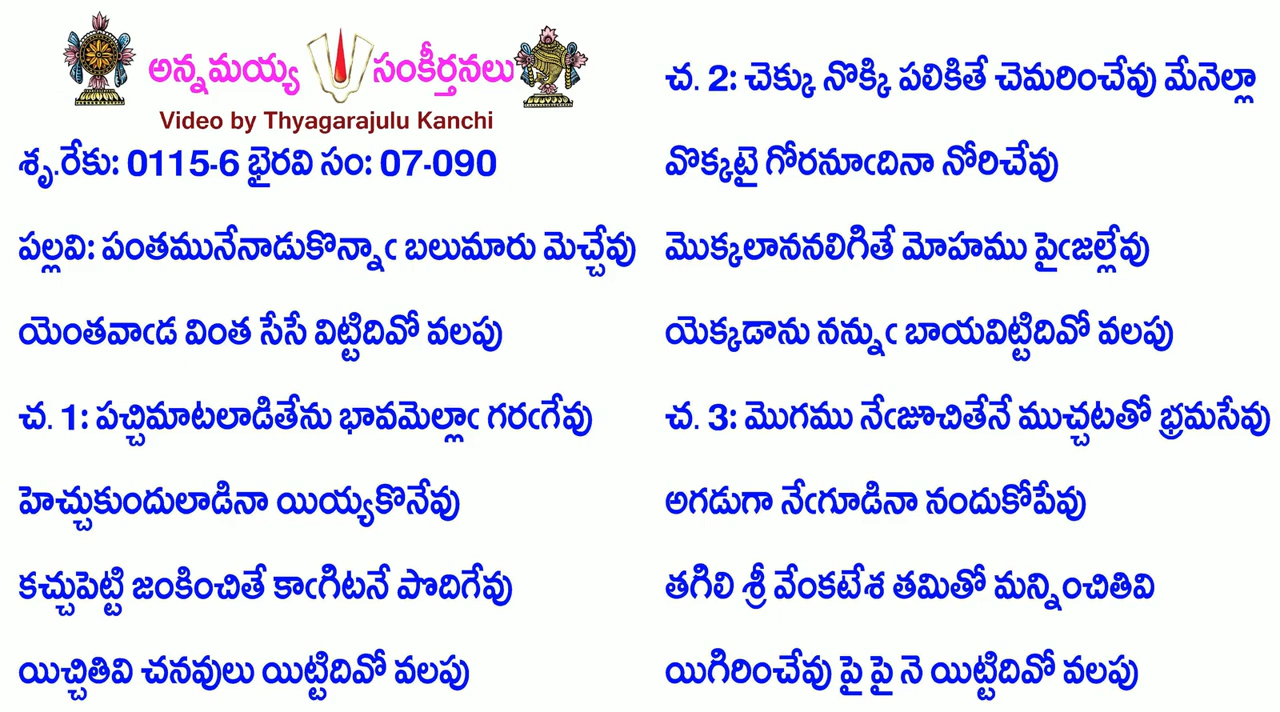 అన్నమయ్య సంకీర్తనలు
Video by Thyagarajulu Kanchi
శృ.రేకు: 0115-6 భైరవి సం: 07-090
పల్లవి: పంతమునేనాడుకొన్నాఁ బలుమారు మెచ్చేవు
యెంతవాఁడ వింత సేసే విట్టిదివో వలపు
చ. 1: పచ్చిమాటలాడితేను భావమెల్లాఁ గరఁగేవు
హెచ్చుకుందులాడినా యియ్యకొనేవు
కచ్చుపెట్టి జంకించితే కాఁగిటనే పొదిగేవు
యిచ్చితివి చనవులు యిట్టిదివో వలపు
చ. 2: చెక్కు నొక్కి పలికితే చెమరించేవు మేనెల్లా
వొక్కటై గోరనూఁదినా నోరిచేవు
మొక్కలాననలిగితే మోహము పైఁజల్లేవు
యెక్కడాను నన్నుఁ బాయవిట్టిదివో వలపు
చ. 3: మొగము నేఁజూచితేనే ముచ్చటతో భ్రమసేవు
అగడుగా నేఁగూడినా నందుకోపేవు
తగిలి శ్రీ వేంకటేశ తమితో మన్నించితివి
యిగిరించేవు పై పై నె యిట్టిదివో వలపు